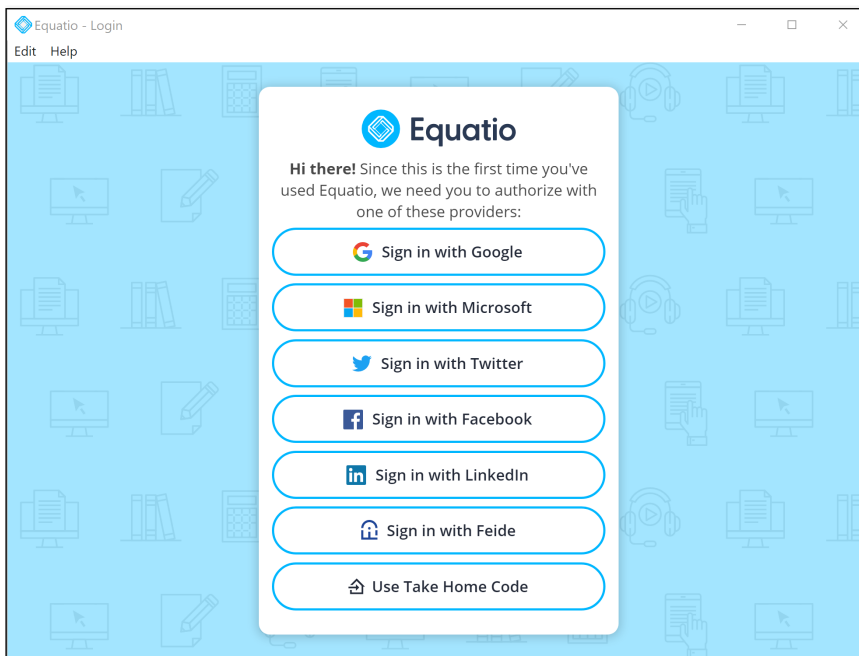 Equatio - Login
Edit Help
Equatio
Hi there! Since this is the first time you've
used Equatio, we need you to authorize with
one of these providers:
Sign in with Google
Sign in with Microsoft
Sign in with Twitter
Sign in with Facebook
in Sign in with LinkedIn
Sign in with Feide
Use Take Home Code